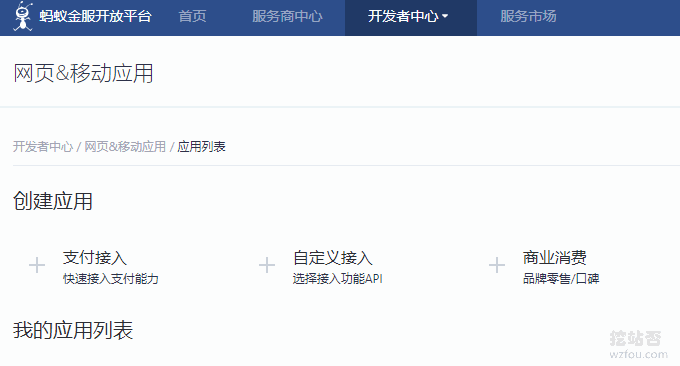 蚂蚁金服开放平台 首页 服务商中心 开发者中心 服务市场
网页&移动应用
开发者中心 / 网页&移动应用 / 应用列表
创建应用
支付接入 自定义接入 商业消费
快速接入支付能力 选择接入功能API 品牌零售/口碑
我的应用列表
挖站否
wzfou.com